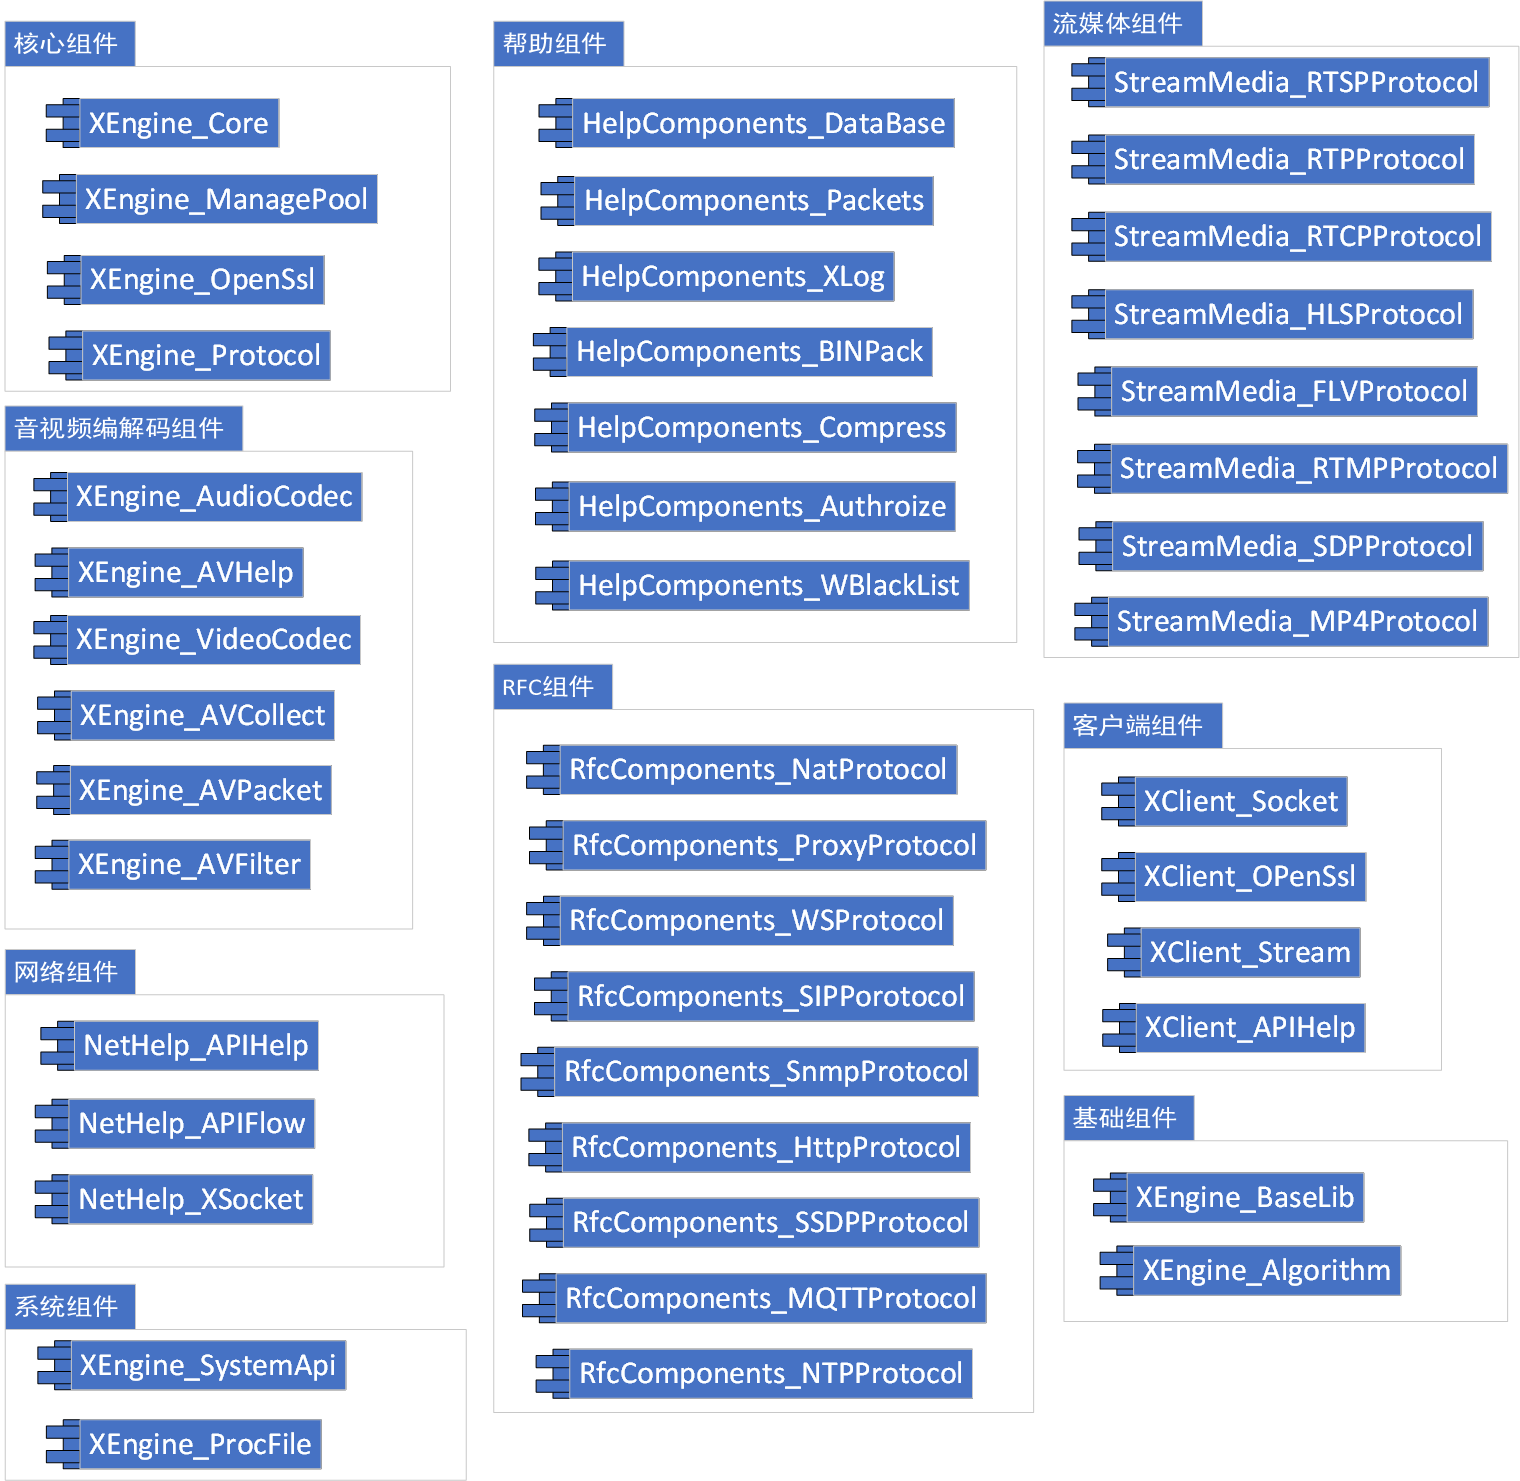 核心组件
XEngine_Core
XEngine_ManagePool
XEngine_OpenSsl
XEngine_Protocol
音视频编解码组件
XEngine_AudioCodec
XEngine_AVHelp
XEngine_VideoCodec
XEngine_AVCollect
XEngine_AVPacket
XEngine_AVFilter
网络组件
NetHelp_APIHelp
NetHelp_APIFlow
NetHelp_XSocket
系统组件
XEngine_SystemApi
XEngine_ProcFile
帮助组件
HelpComponents_DataBase
HelpComponents_Packets
HelpComponents_XLog
HelpComponents_BINPack
HelpComponents_Compress
HelpComponents_Authroize
HelpComponents_WBlackList
RFC组件
RfcComponents_NatProtocol
RfcComponents_ProxyProtocol
RfcComponents_WSProtocol
RfcComponents_SIPPorotocol
RfcComponents_SnmpProtocol
RfcComponents_HttpProtocol
RfcComponents_SSDPProtocol
RfcComponents_MQTTProtocol
RfcComponents_NTPProtocol
流媒体组件
StreamMedia_RTSPProtocol
StreamMedia_RTPProtocol
StreamMedia_RTCPProtocol
StreamMedia_HLSProtocol
StreamMedia_FLVProtocol
StreamMedia_RTMPProtocol
StreamMedia_SDPProtocol
StreamMedia_MP4Protocol
客户端组件
XClient_Socket
XClient_OPenSsl
XClient_Stream
XClient_APIHelp
基础组件
XEngine_BaseLib
XEngine_Algorithm